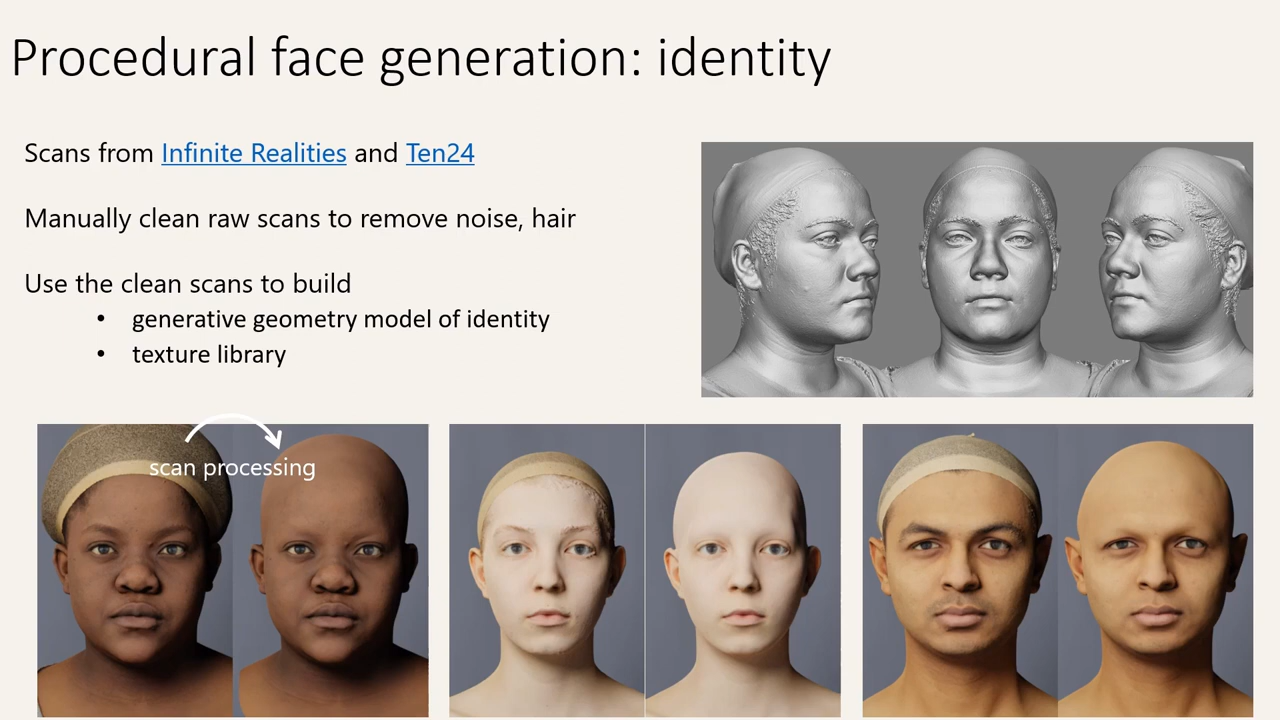 Procedural face generation: identity
Scans from Infinite Realities and Ten24
Manually clean raw scans to remove noise, hair
Use the clean scans to build
• generative geometry model of identity
• texture library
scan processing